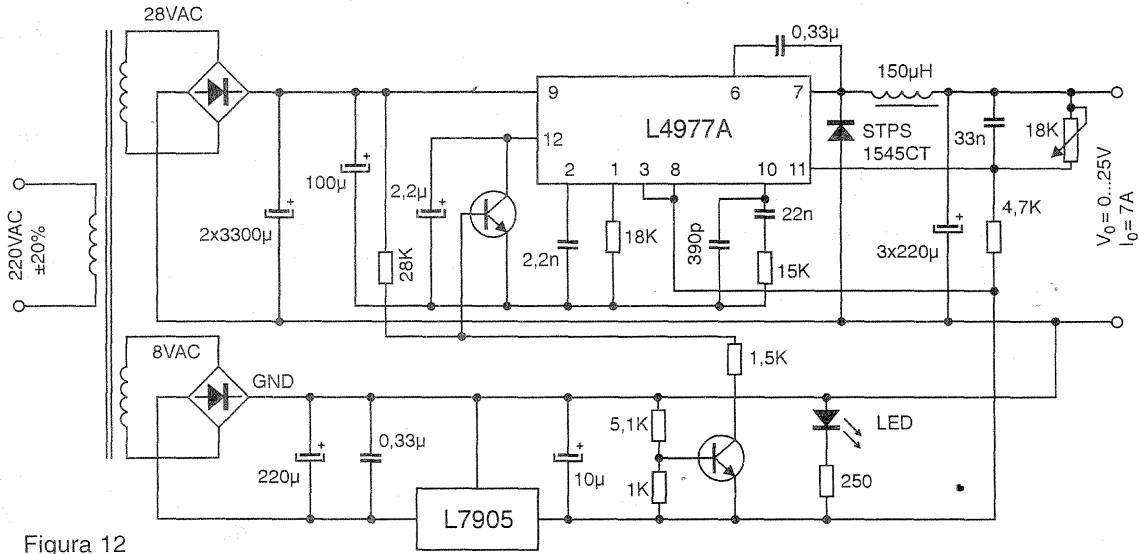 28VAC
0,33µ
150µH
9
6
7
L4977A
12
2
1
3
8
10
11
STPS
1545CT
33n
18K
100µ
2,2µ
2x3300µ
28K
2,2n
18K
390p
22n
15K
4,7K
3x220µ
V0= 0...25V
I0= 7A
220VAC
±20%
8VAC
GND
1,5K
220µ
0,33µ
10µ
5,1K
1K
LED
250
L7905
Figura 12